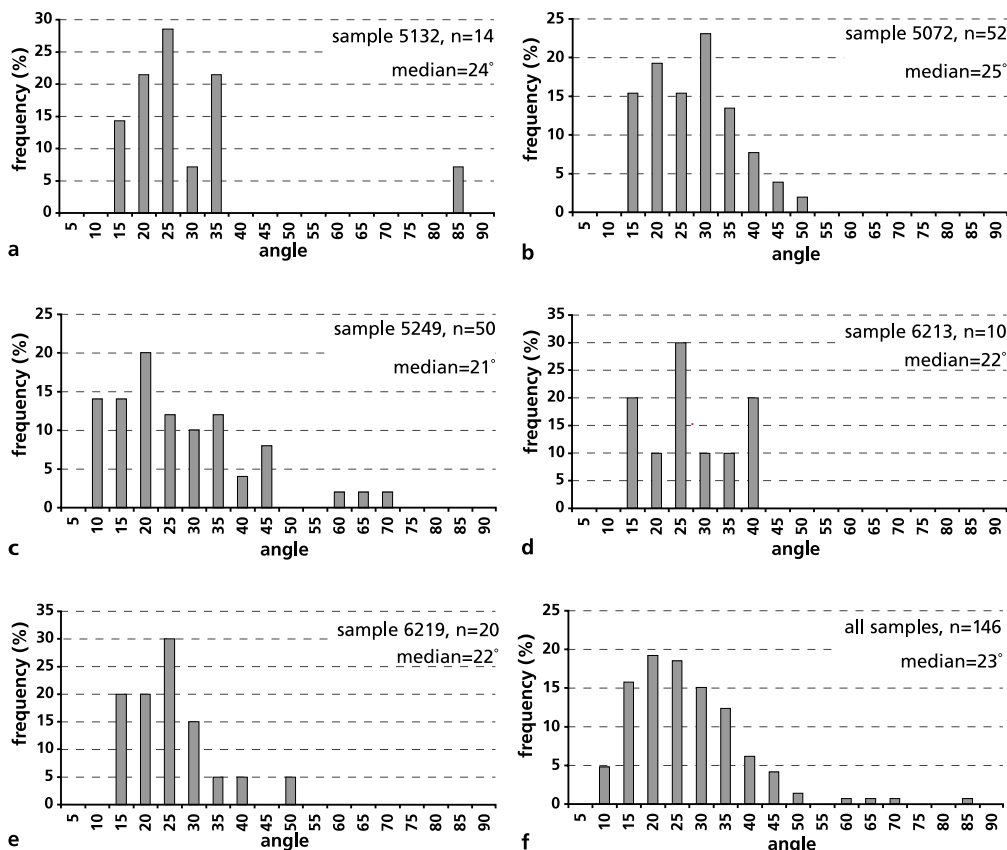 30
25
20
15
10
5
0
frequency (%)
sample 5132, n=14
median=24°
5 10 15 20 25 30 35 40 45 50 55 60 65 70 75 80 85 90
angle
a
25
20
15
10
5
0
frequency (%)
sample 5072, n=52
median=25°
5 10 15 20 25 30 35 40 45 50 55 60 65 70 75 80 85 90
angle
b
25
20
15
10
5
0
frequency (%)
sample 5249, n=50
median=21°
5 10 15 20 25 30 35 40 45 50 55 60 65 70 75 80 85 90
angle
c
35
30
25
20
15
10
5
0
frequency (%)
sample 6213, n=10
median=22°
5 10 15 20 25 30 35 40 45 50 55 60 65 70 75 80 85 90
angle
d
35
30
25
20
15
10
5
0
frequency (%)
sample 6219, n=20
median=22°
5 10 15 20 25 30 35 40 45 50 55 60 65 70 75 80 85 90
angle
e
25
20
15
10
5
0
frequency (%)
all samples, n=146
median=23°
5 10 15 20 25 30 35 40 45 50 55 60 65 70 75 80 85 90
angle
f